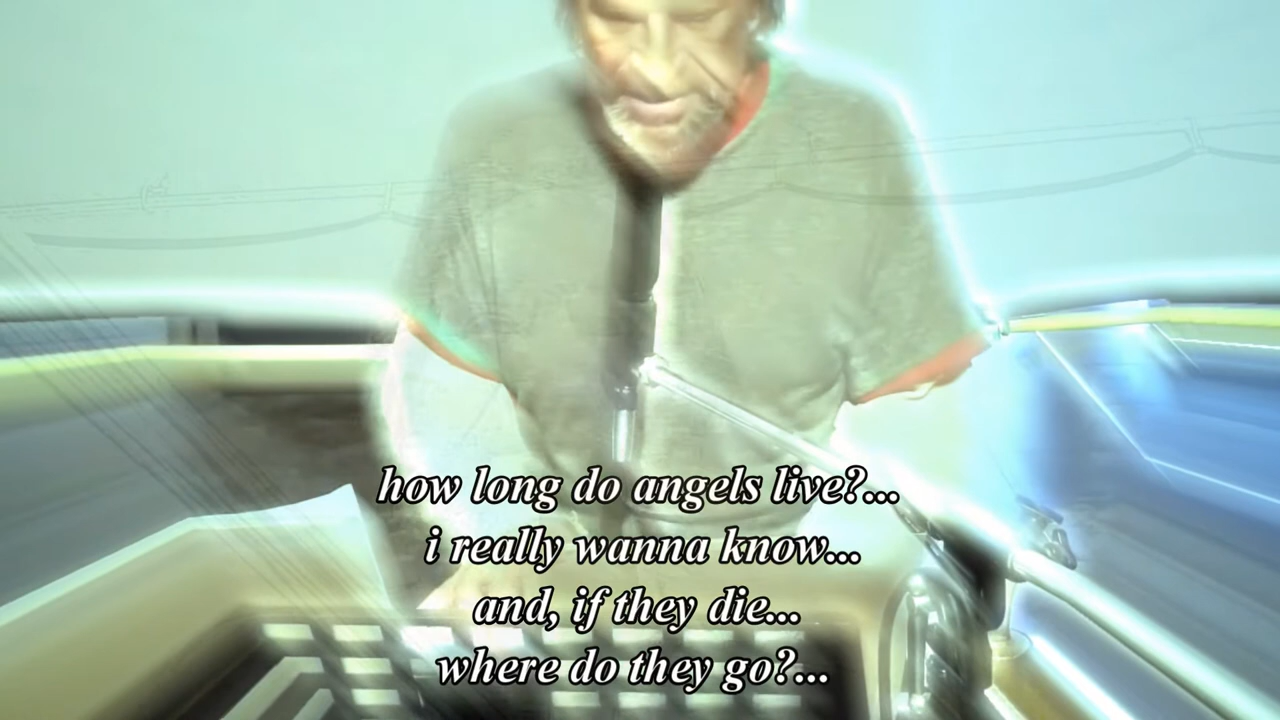 how long do angels live?...
i really wanna know...
and, if they die...
where do they go?...